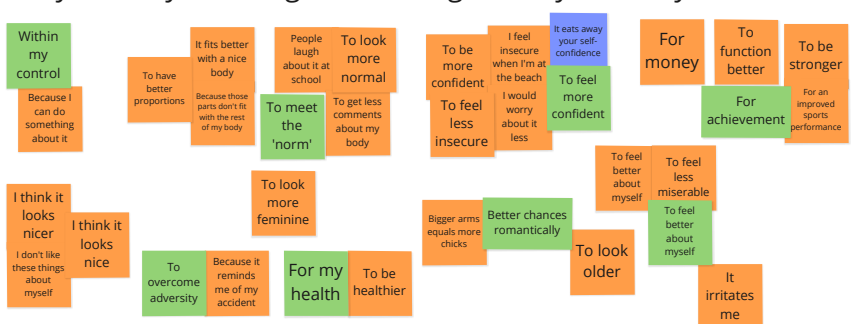 Within
my
control
Because I
can do
something
about it
To have
better
proportions
It fits better
with a nice
body
Because those
parts don't fit
with the rest
of my body
People
laugh
about it at
school
To look
more
normal
To meet
the
'norm'
To get less
comments
about my
body
To look
more
feminine
To be
more
confident
I feel
insecure
when I'm at
the beach
It eats away
your self-
confidence
To feel
less
insecure
I would
worry
about it
less
To feel
more
confident
For
money
To
function
better
To be
stronger
For
achievement
For an
improved
sports
performance
I think it
looks
nicer
I think it
looks
nice
I don't like
these things
about
myself
To
overcome
adversity
Because it
reminds
me of my
accident
For my
health
To be
healthier
Bigger arms
equals more
chicks
Better chances
romantically
To look
older
To feel
better
about
myself
To feel
less
miserable
To feel
better
about
myself
It
irritates
me